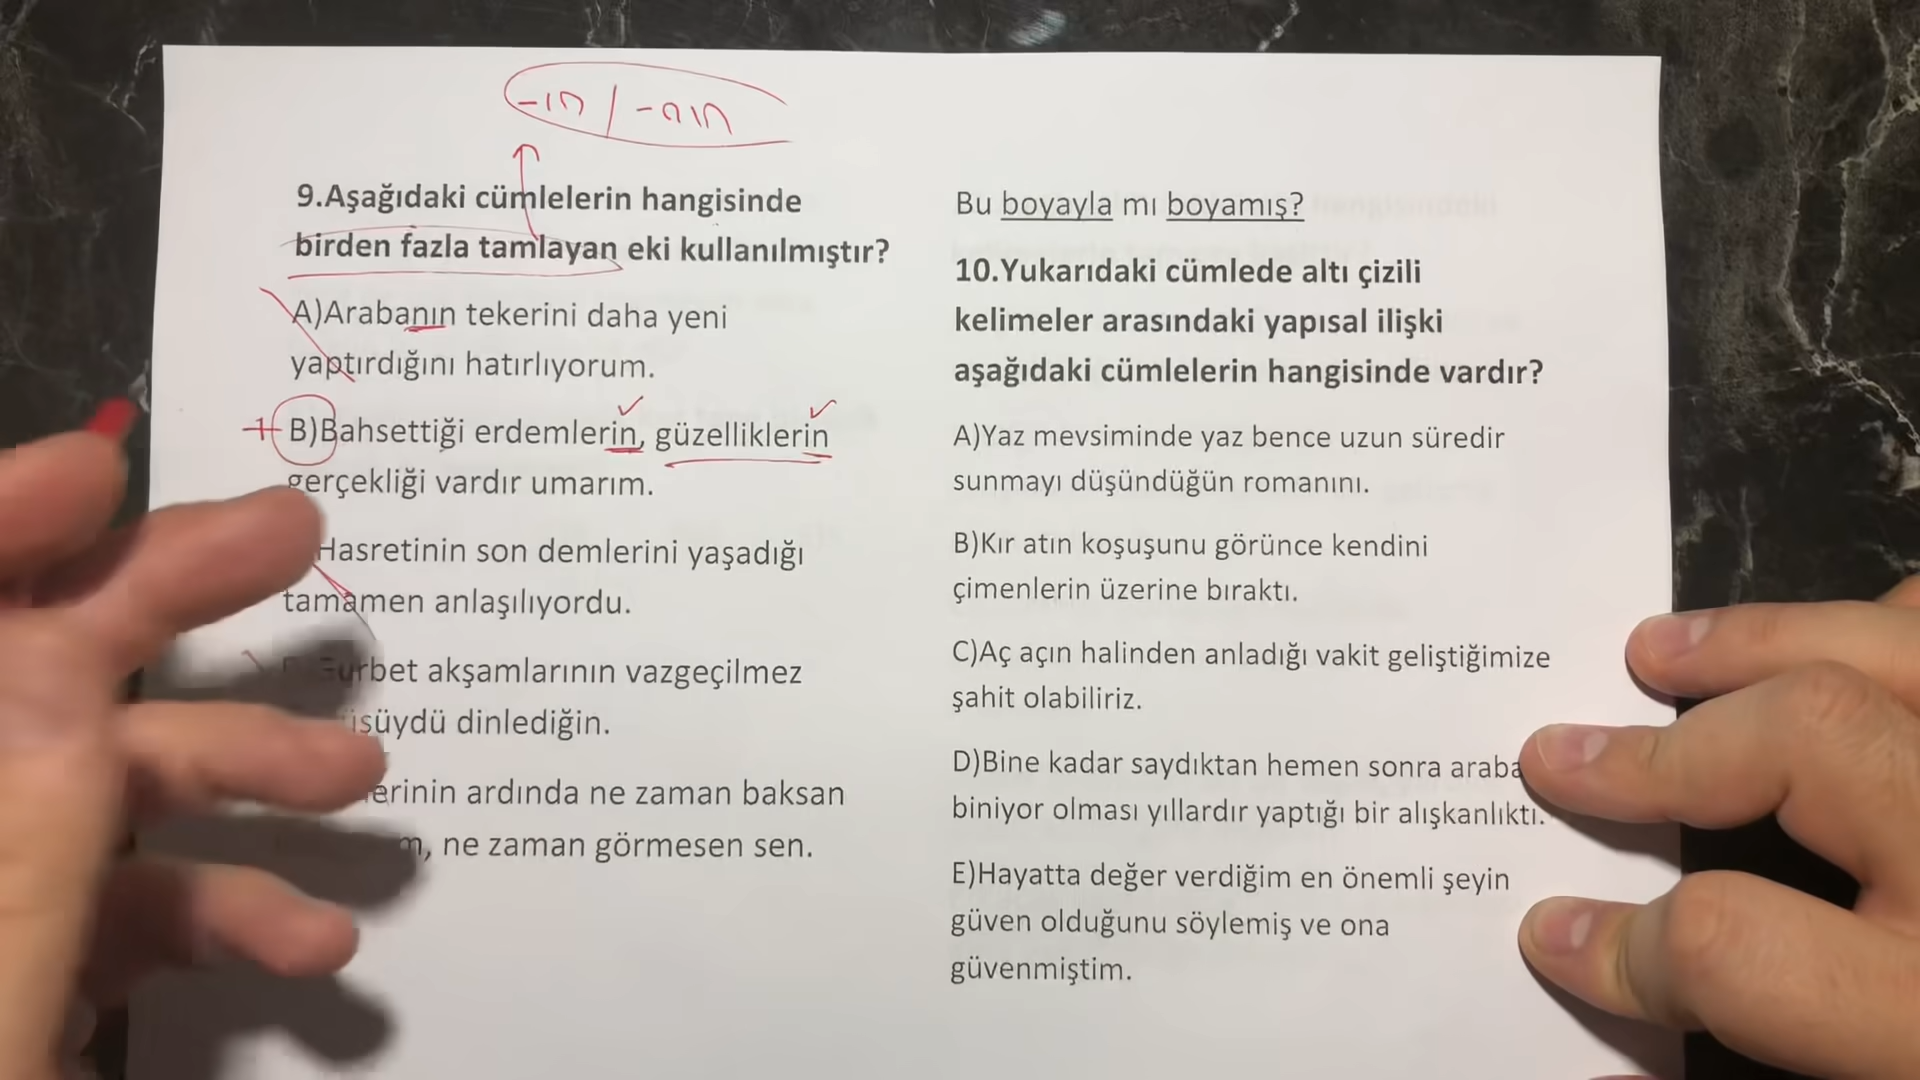 -ın / -nın
9.Aşağıdaki cümlelerin hangisinde
birden fazla tamlayan eki kullanılmıştır?
A)Arabanın tekerini daha yeni
yaptırdığını hatırlıyorum.
B)Bahsettiği erdemlerin, güzelliklerin
gerçekliği vardır umarım.
Hasretinin son demlerini yaşadığı
tamamen anlaşılıyordu.
Gurbet akşamlarının vazgeçilmez
dinlediğin.
ardında ne zaman baksan
ne zaman görmesen sen.
Bu boyayla mı boyamış?
10.Yukarıdaki cümlede altı çizili
kelimeler arasındaki yapısal ilişki
aşağıdaki cümlelerin hangisinde vardır?
A)Yaz mevsiminde yaz bence uzun süredir
sunmayı düşündüğün romanını.
B)Kır atın koşuşunu görünce kendini
çimenlerin üzerine bıraktı.
C)Aç açın halinden anladığı vakit geliştiğimize
şahit olabiliriz.
D)Bine kadar saydıktan hemen sonra
biniyor olması yıllardır yaptığı bir alışkanlıktı.
E)Hayatta değer verdiğim en önemli şeyin
güven olduğunu söylemiş ve ona
güvenmiştim.